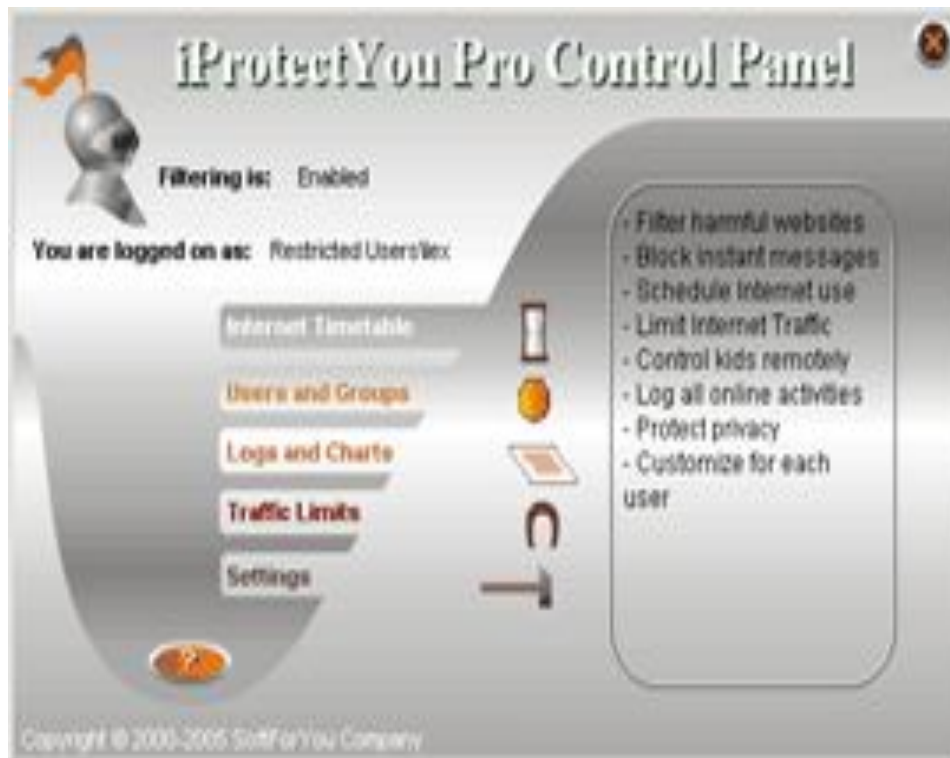 iProtectYou Pro Control Panel
Filtering is: Enabled
You are logged on as: Restricted Users\lex
- Filter harmful websites
- Block instant messages
- Schedule Internet use
- Limit Internet Traffic
- Control kids remotely
- Log all online activities
- Protect privacy
- Customize for each
user
Internet Timetable
Users and Groups
Logs and Charts
Traffic Limits
Settings
?
Copyright © 2000-2005 SoftForYou Company